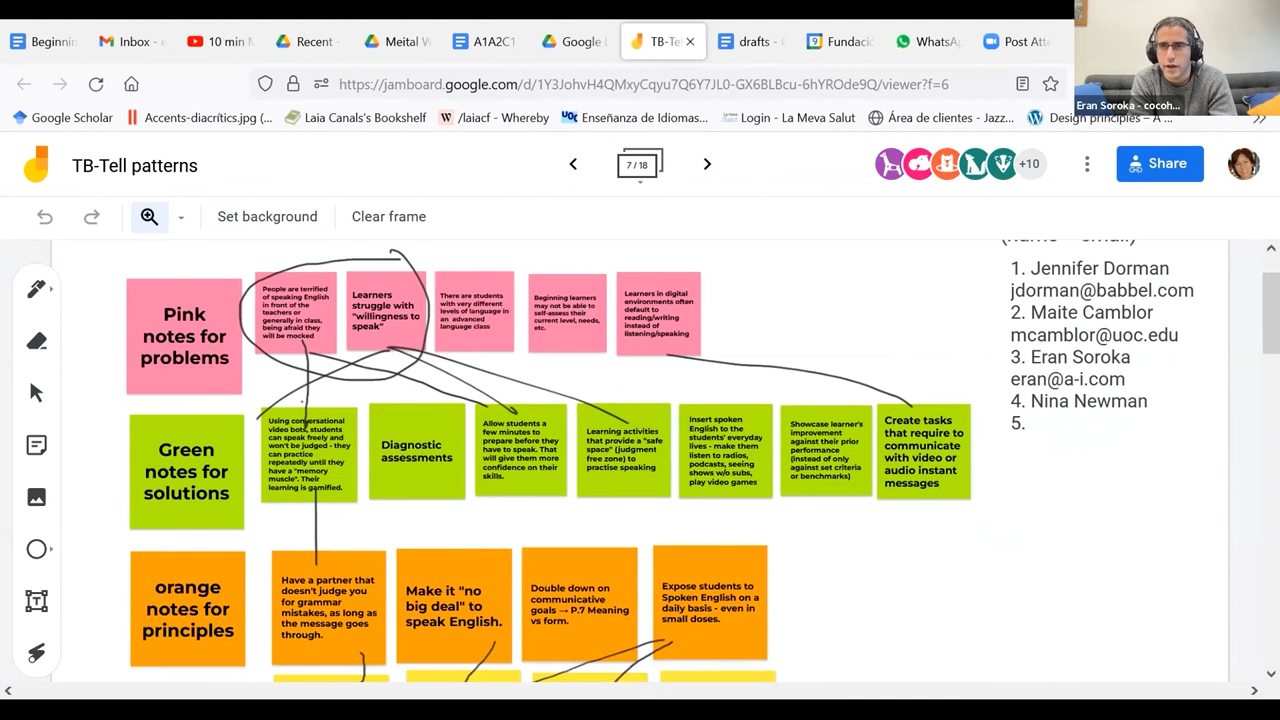 Beginnin
Inbox - e
10 min M
Recent -
Meital W
A1A2C1
Google L
TB-Tel
drafts - G
Fundació
WhatsA
Post Att
https://jamboard.google.com/d/1Y3JohvH4QMxyCqyu7Q6Y7JL0-GX6BLBcu-6hYROde9Q/viewer?f=6
Eran Soroka - cocoh...
Google Scholar
Accents-diacrítics.jpg (...
Laia Canals's Bookshelf
/laiacf - Whereby
Enseñanza de Idiomas...
Login - La Meva Salut
Área de clientes - Jazz...
Design principles – A ...
TB-Tell patterns
7 / 18
+10
Share
Set background
Clear frame
Pink
notes for
problems
People are terrified
of speaking English
in front of the
teachers or
generally in class,
being afraid they
will be mocked
Learners
struggle with
"willingness to
speak"
There are students
with very different
levels of language in
an advanced
language class
Beginning learners
may not be able to
self-assess their
current level, needs,
etc.
Learners in digital
environments often
default to
reading/writing
instead of
listening/speaking
1. Jennifer Dorman
jdorman@babbel.com
2. Maite Camblor
mcamblor@uoc.edu
3. Eran Soroka
eran@a-i.com
4. Nina Newman
5.
Green
notes for
solutions
Using conversational
video bots, students
can speak freely and
won't be judged - they
can practice
repeatedly until they
have a "memory
muscle". Their
learning is gamified.
Diagnostic
assessments
Allow students a
few minutes to
prepare before they
have to speak. That
will give them more
confidence on their
skills.
Learning activities
that provide a "safe
space" (judgment
free zone) to
practise speaking
Insert spoken
English to the
students' everyday
lives - make them
listen to radios,
podcasts, seeing
shows w/o subs,
play video games
Showcase learner's
improvement against
their prior
performance
(instead of only
against set criteria
or benchmarks)
Create tasks
that require to
communicate
with video or
audio instant
messages
orange
notes for
principles
Have a partner that
doesn't judge you
for grammar
mistakes, as long as
the message goes
through.
Make it "no
big deal" to
speak English.
Double down on
communicative
goals → P.7 Meaning
vs form.
Expose students to
Spoken English on a
daily basis - even in
small doses.